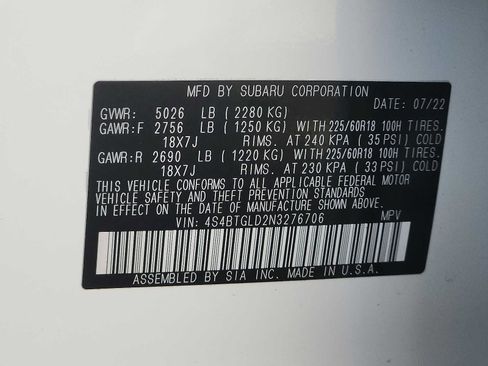 MFD BY SUBARU CORPORATION
DATE: 07/22
GVWR: 5026 LB (2280 KG)
GAWR:F 2756 LB (1250 KG) WITH 225/60R18 100H TIRES.
18X7J RIMS. AT 240 KPA (35 PSI) COLD
GAWR:R 2690 LB (1220 KG) WITH 225/60R18 100H TIRES.
18X7J RIMS. AT 230 KPA (33 PSI) COLD
THIS VEHICLE CONFORMS TO ALL APPLICABLE FEDERAL MOTOR
VEHICLE SAFETY AND THEFT PREVENTION STANDARDS
IN EFFECT ON THE DATE OF MANUFACTURE SHOWN ABOVE.
VIN: 4S4BTGLD2N3276706 MPV
ASSEMBLED BY SIA INC. MADE IN U.S.A.